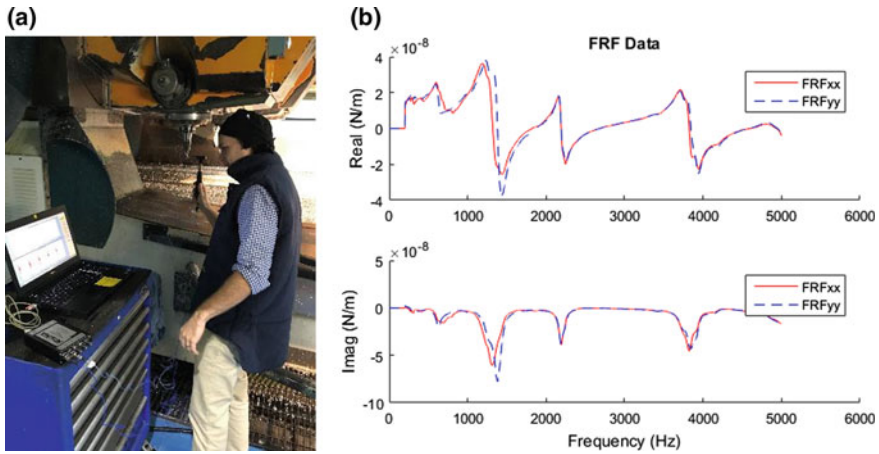 (a)
(b)
FRF Data
×10⁻⁸
4
2
0
-2
-4
Real (N/m)
FRFxx
FRFyy
0 1000 2000 3000 4000 5000 6000
×10⁻⁸
5
0
-5
-10
Imag (N/m)
FRFxx
FRFyy
0 1000 2000 3000 4000 5000 6000
Frequency (Hz)